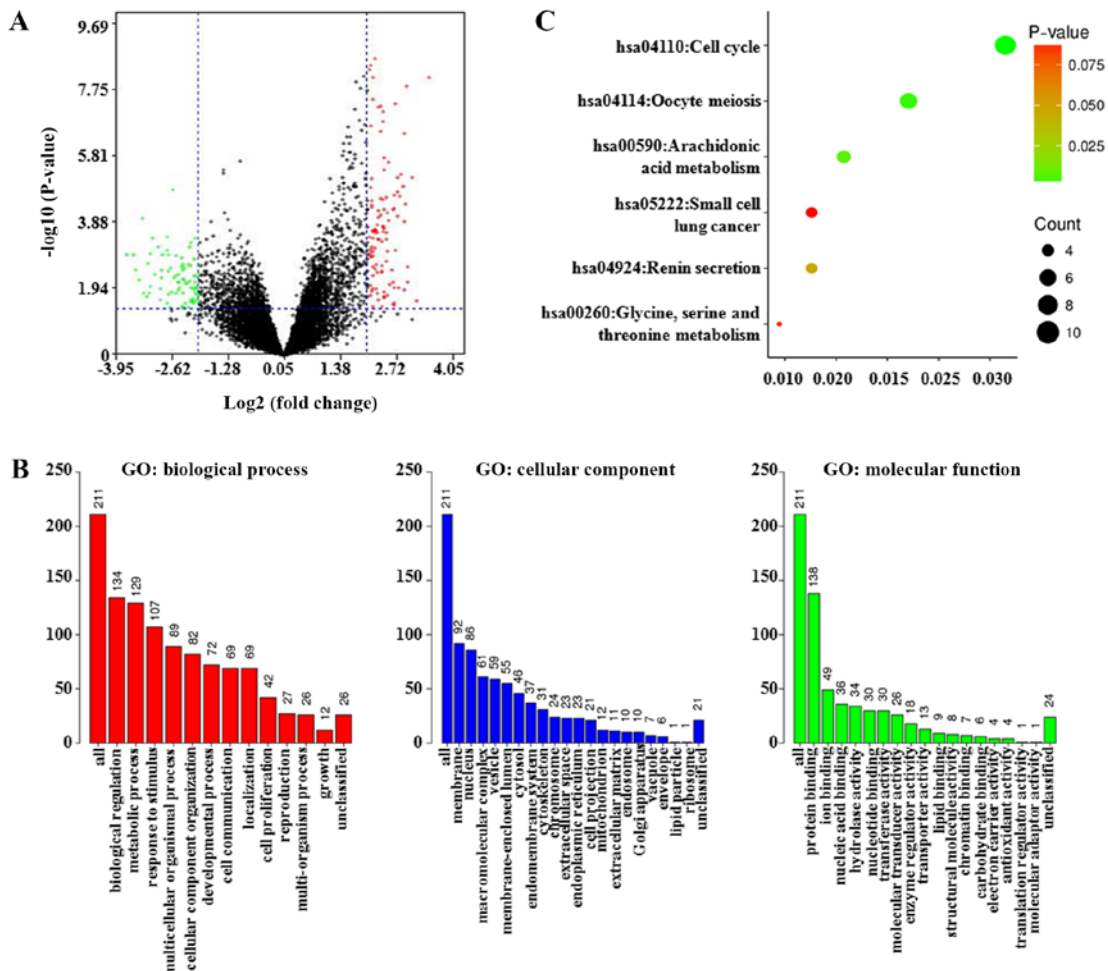 A
9.69
7.75
5.81
3.88
1.94
0
-log10 (P-value)
-3.95 -2.62 -1.28 0.05 1.38 2.72 4.05
Log2 (fold change)
C
hsa04110:Cell cycle
hsa04114:Oocyte meiosis
hsa00590:Arachidonic
acid metabolism
hsa05222:Small cell
lung cancer
hsa04924:Renin secretion
hsa00260:Glycine, serine and
threonine metabolism
0.010 0.020 0.015 0.025 0.030
P-value
0.075
0.050
0.025
Count
4
6
8
10
B
GO: biological process
250
200
150
100
50
0
211
134
129
107
89
82
72
69
69
42
27
26
12
26
all
biological regulation
metabolic process
response to stimulus
multicellular organismal process
cellular component organization
developmental process
cell communication
localization
cell proliferation
reproduction
multi-organism process
growth
unclassified
GO: cellular component
250
200
150
100
50
0
211
92
86
61
59
55
46
37
31
24
23
23
21
12
11
10
10
7
6
1
1
21
all
membrane
nucleus
macromolecular complex
vesicle
membrane-enclosed lumen
cytosol
endomembrane system
cytoskeleton
chromosome
extracellular space
endoplasmic reticulum
cell projection
mitochondrion
extracellular matrix
endosome
Golgi apparatus
vacuole
envelope
lipid particle
ribosome
unclassified
GO: molecular function
250
200
150
100
50
0
211
138
49
36
34
30
30
26
18
13
9
8
7
6
4
4
1
1
24
all
protein binding
ion binding
nucleic acid binding
hydrolase activity
nucleotide binding
transferase activity
molecular transducer activity
enzyme regulator activity
transporter activity
lipid binding
structural molecule activity
chromatin binding
carbohydrate binding
electron carrier activity
antioxidant activity
translation regulator activity
molecular adaptor activity
unclassified